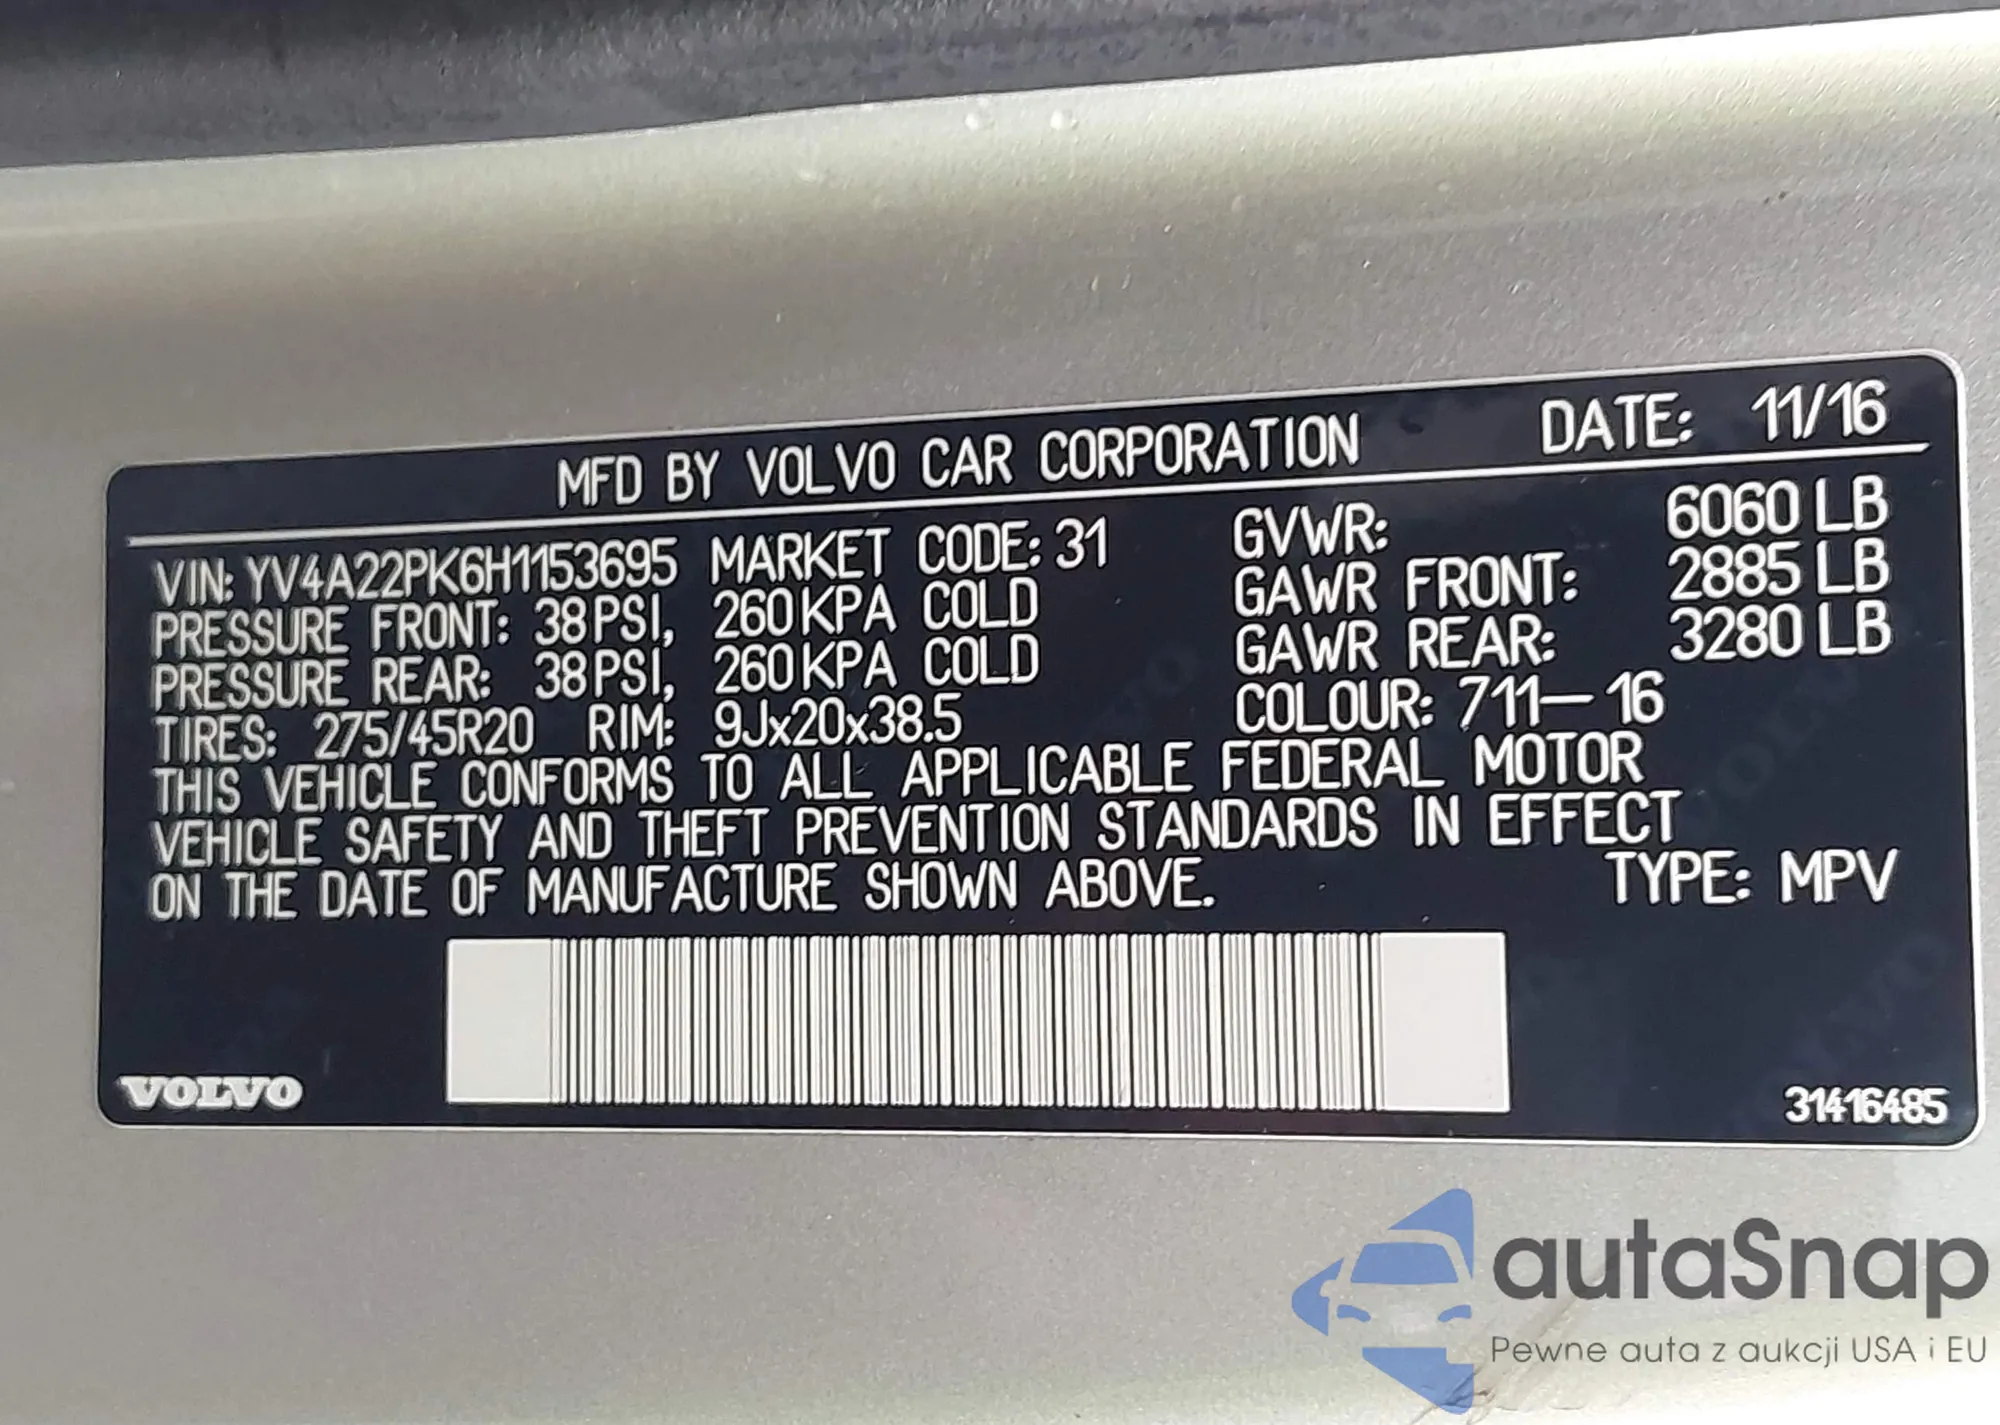 MFD BY VOLVO CAR CORPORATION DATE: 11/16
VIN: YV4A22PK6H1153695 MARKET CODE: 31 GVWR: 6060 LB
PRESSURE FRONT: 38 PSI, 260 KPA COLD GAWR FRONT: 2885 LB
PRESSURE REAR: 38 PSI, 260 KPA COLD GAWR REAR: 3280 LB
TIRES: 275/45R20 RIM: 9Jx20x38.5 COLOUR: 711-16
THIS VEHICLE CONFORMS TO ALL APPLICABLE FEDERAL MOTOR
VEHICLE SAFETY AND THEFT PREVENTION STANDARDS IN EFFECT
ON THE DATE OF MANUFACTURE SHOWN ABOVE. TYPE: MPV
VOLVO 31416485
autaSnap
Pewne auta z aukcji USA i EU